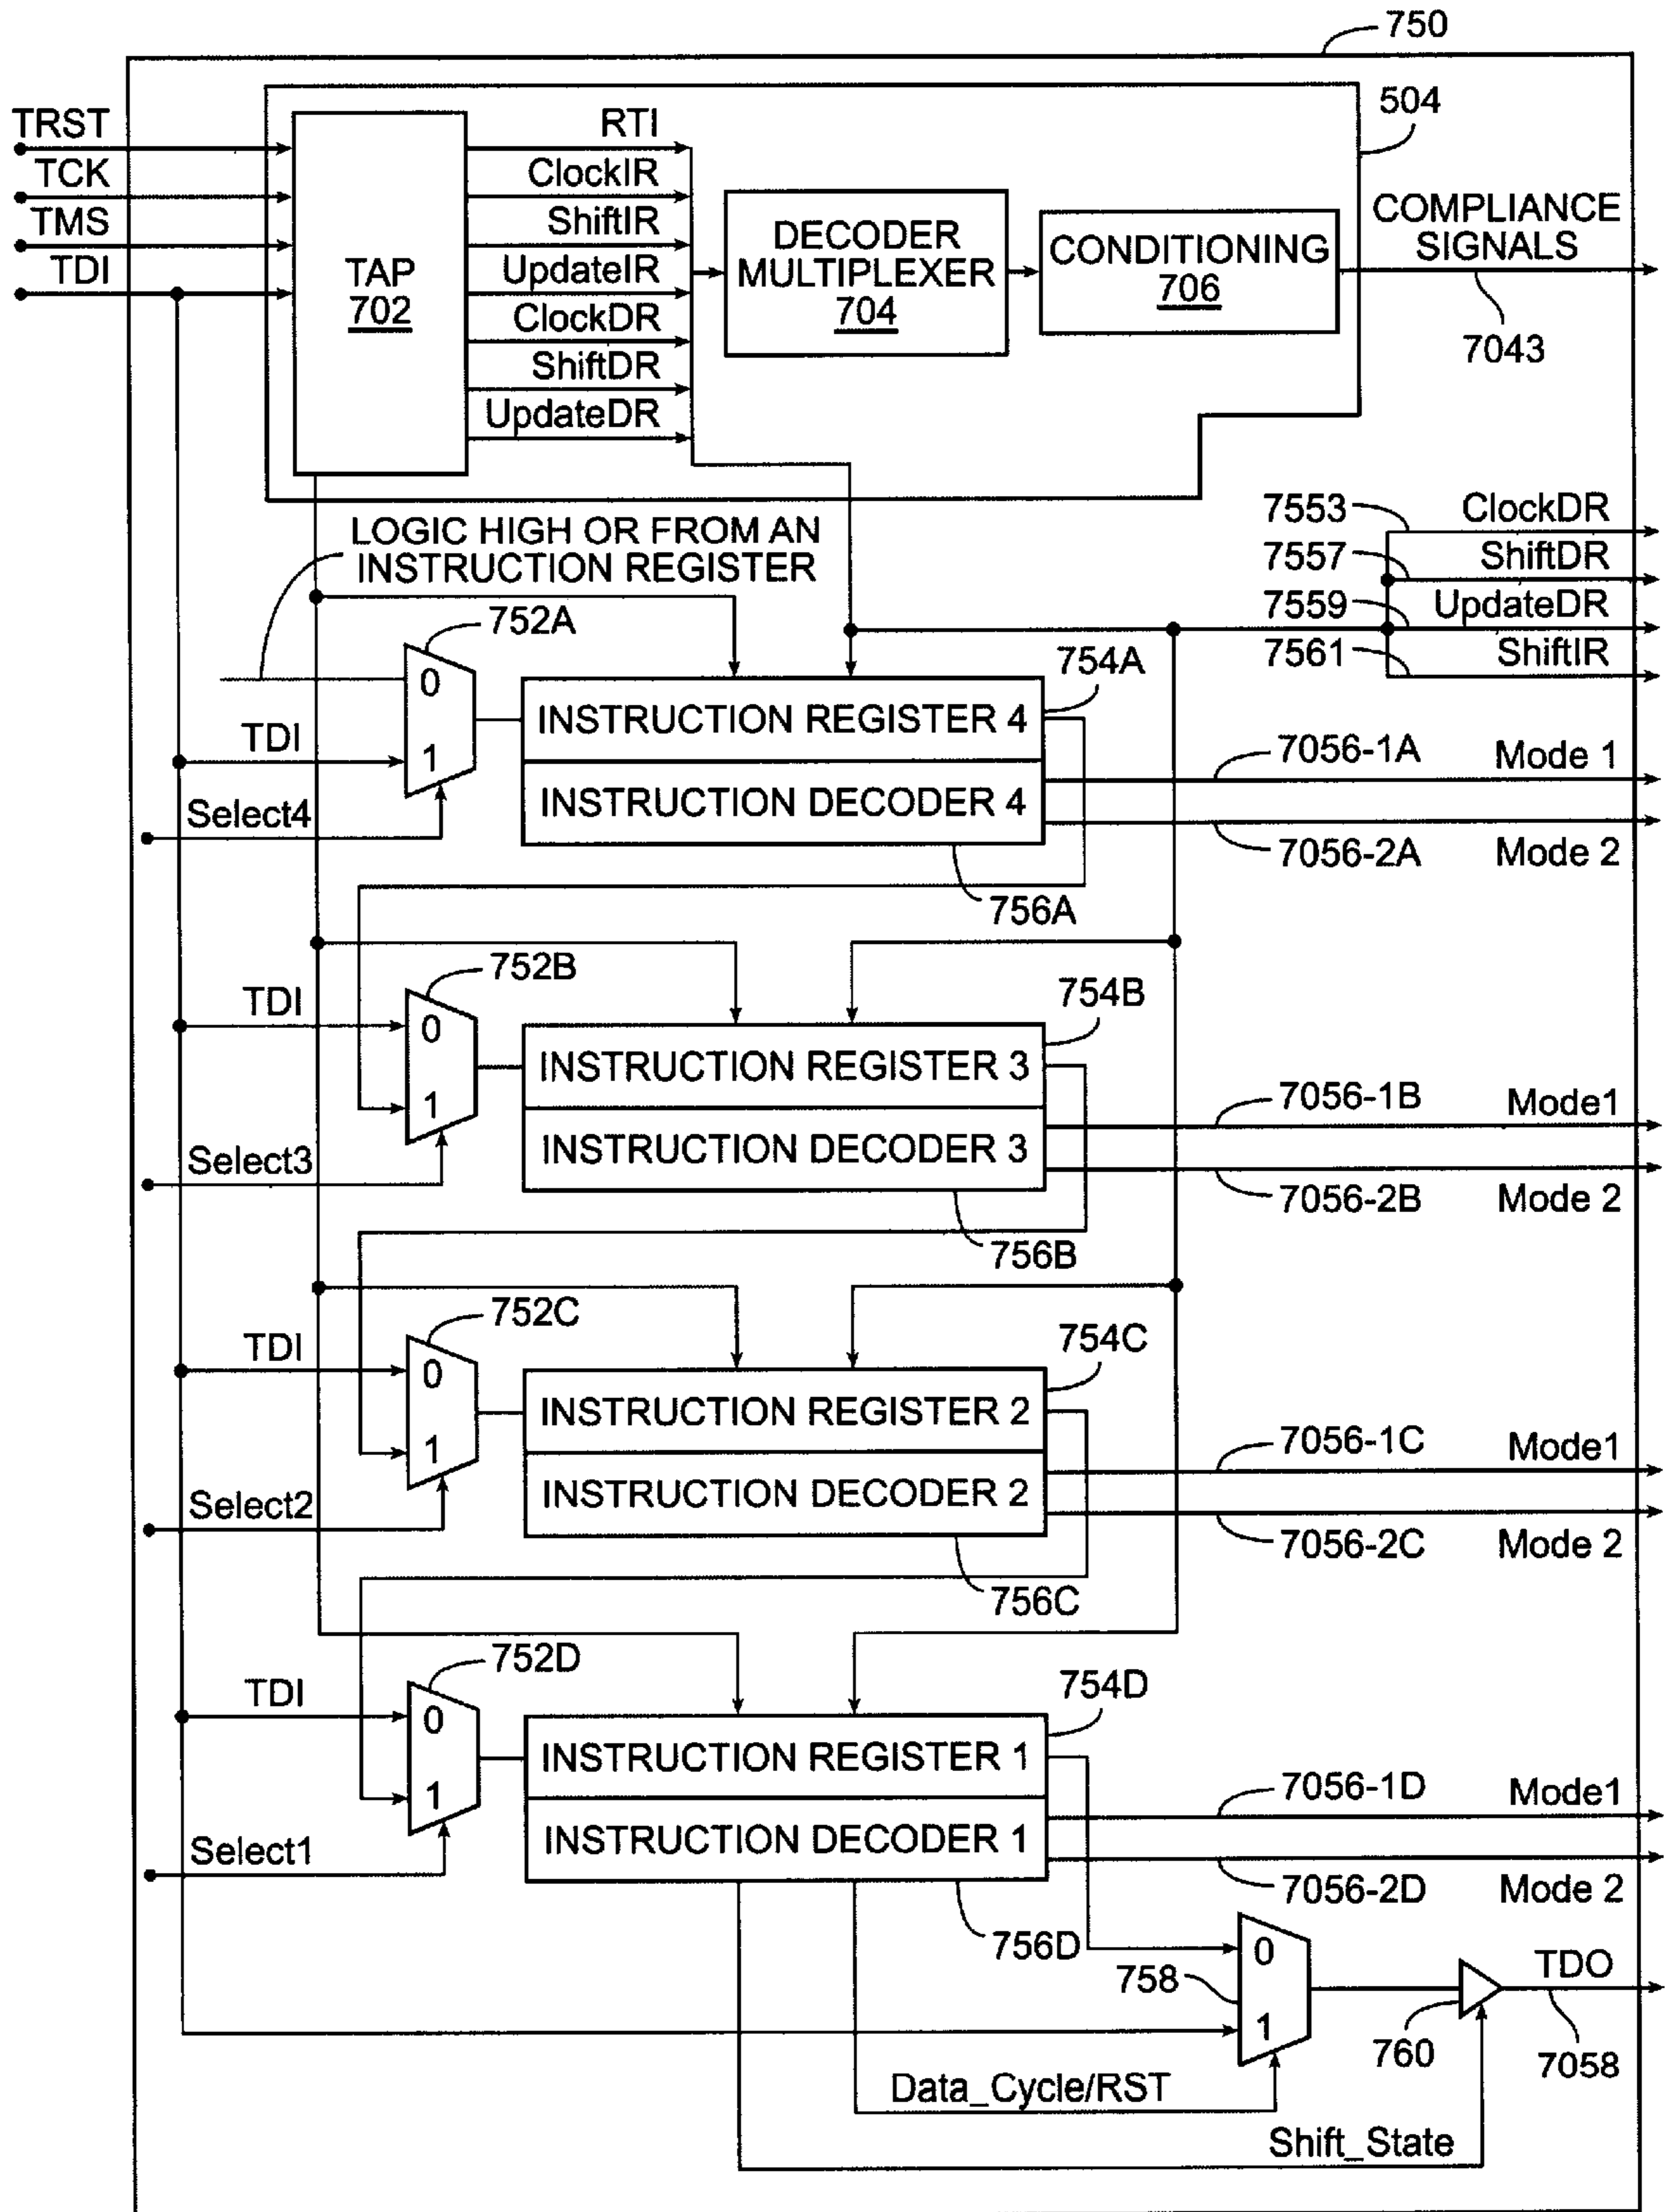 750
504
TRST
TCK
TMS
TDI
TAP
702
RTI
ClockIR
ShiftIR
UpdateIR
ClockDR
ShiftDR
UpdateDR
DECODER
MULTIPLEXER
704
CONDITIONING
706
COMPLIANCE
SIGNALS
7043
LOGIC HIGH OR FROM AN
INSTRUCTION REGISTER
7553
ClockDR
7557
ShiftDR
7559
UpdateDR
7561
ShiftIR
752A
0
1
TDI
Select4
754A
INSTRUCTION REGISTER 4
INSTRUCTION DECODER 4
756A
7056-1A
Mode 1
7056-2A
Mode 2
752B
TDI
0
1
Select3
754B
INSTRUCTION REGISTER 3
INSTRUCTION DECODER 3
756B
7056-1B
Mode1
7056-2B
Mode 2
752C
TDI
0
1
Select2
754C
INSTRUCTION REGISTER 2
INSTRUCTION DECODER 2
756C
7056-1C
Mode1
7056-2C
Mode 2
752D
TDI
0
1
Select1
754D
INSTRUCTION REGISTER 1
INSTRUCTION DECODER 1
756D
7056-1D
Mode1
7056-2D
Mode 2
758
0
1
760
TDO
7058
Data_Cycle/RST
Shift_State